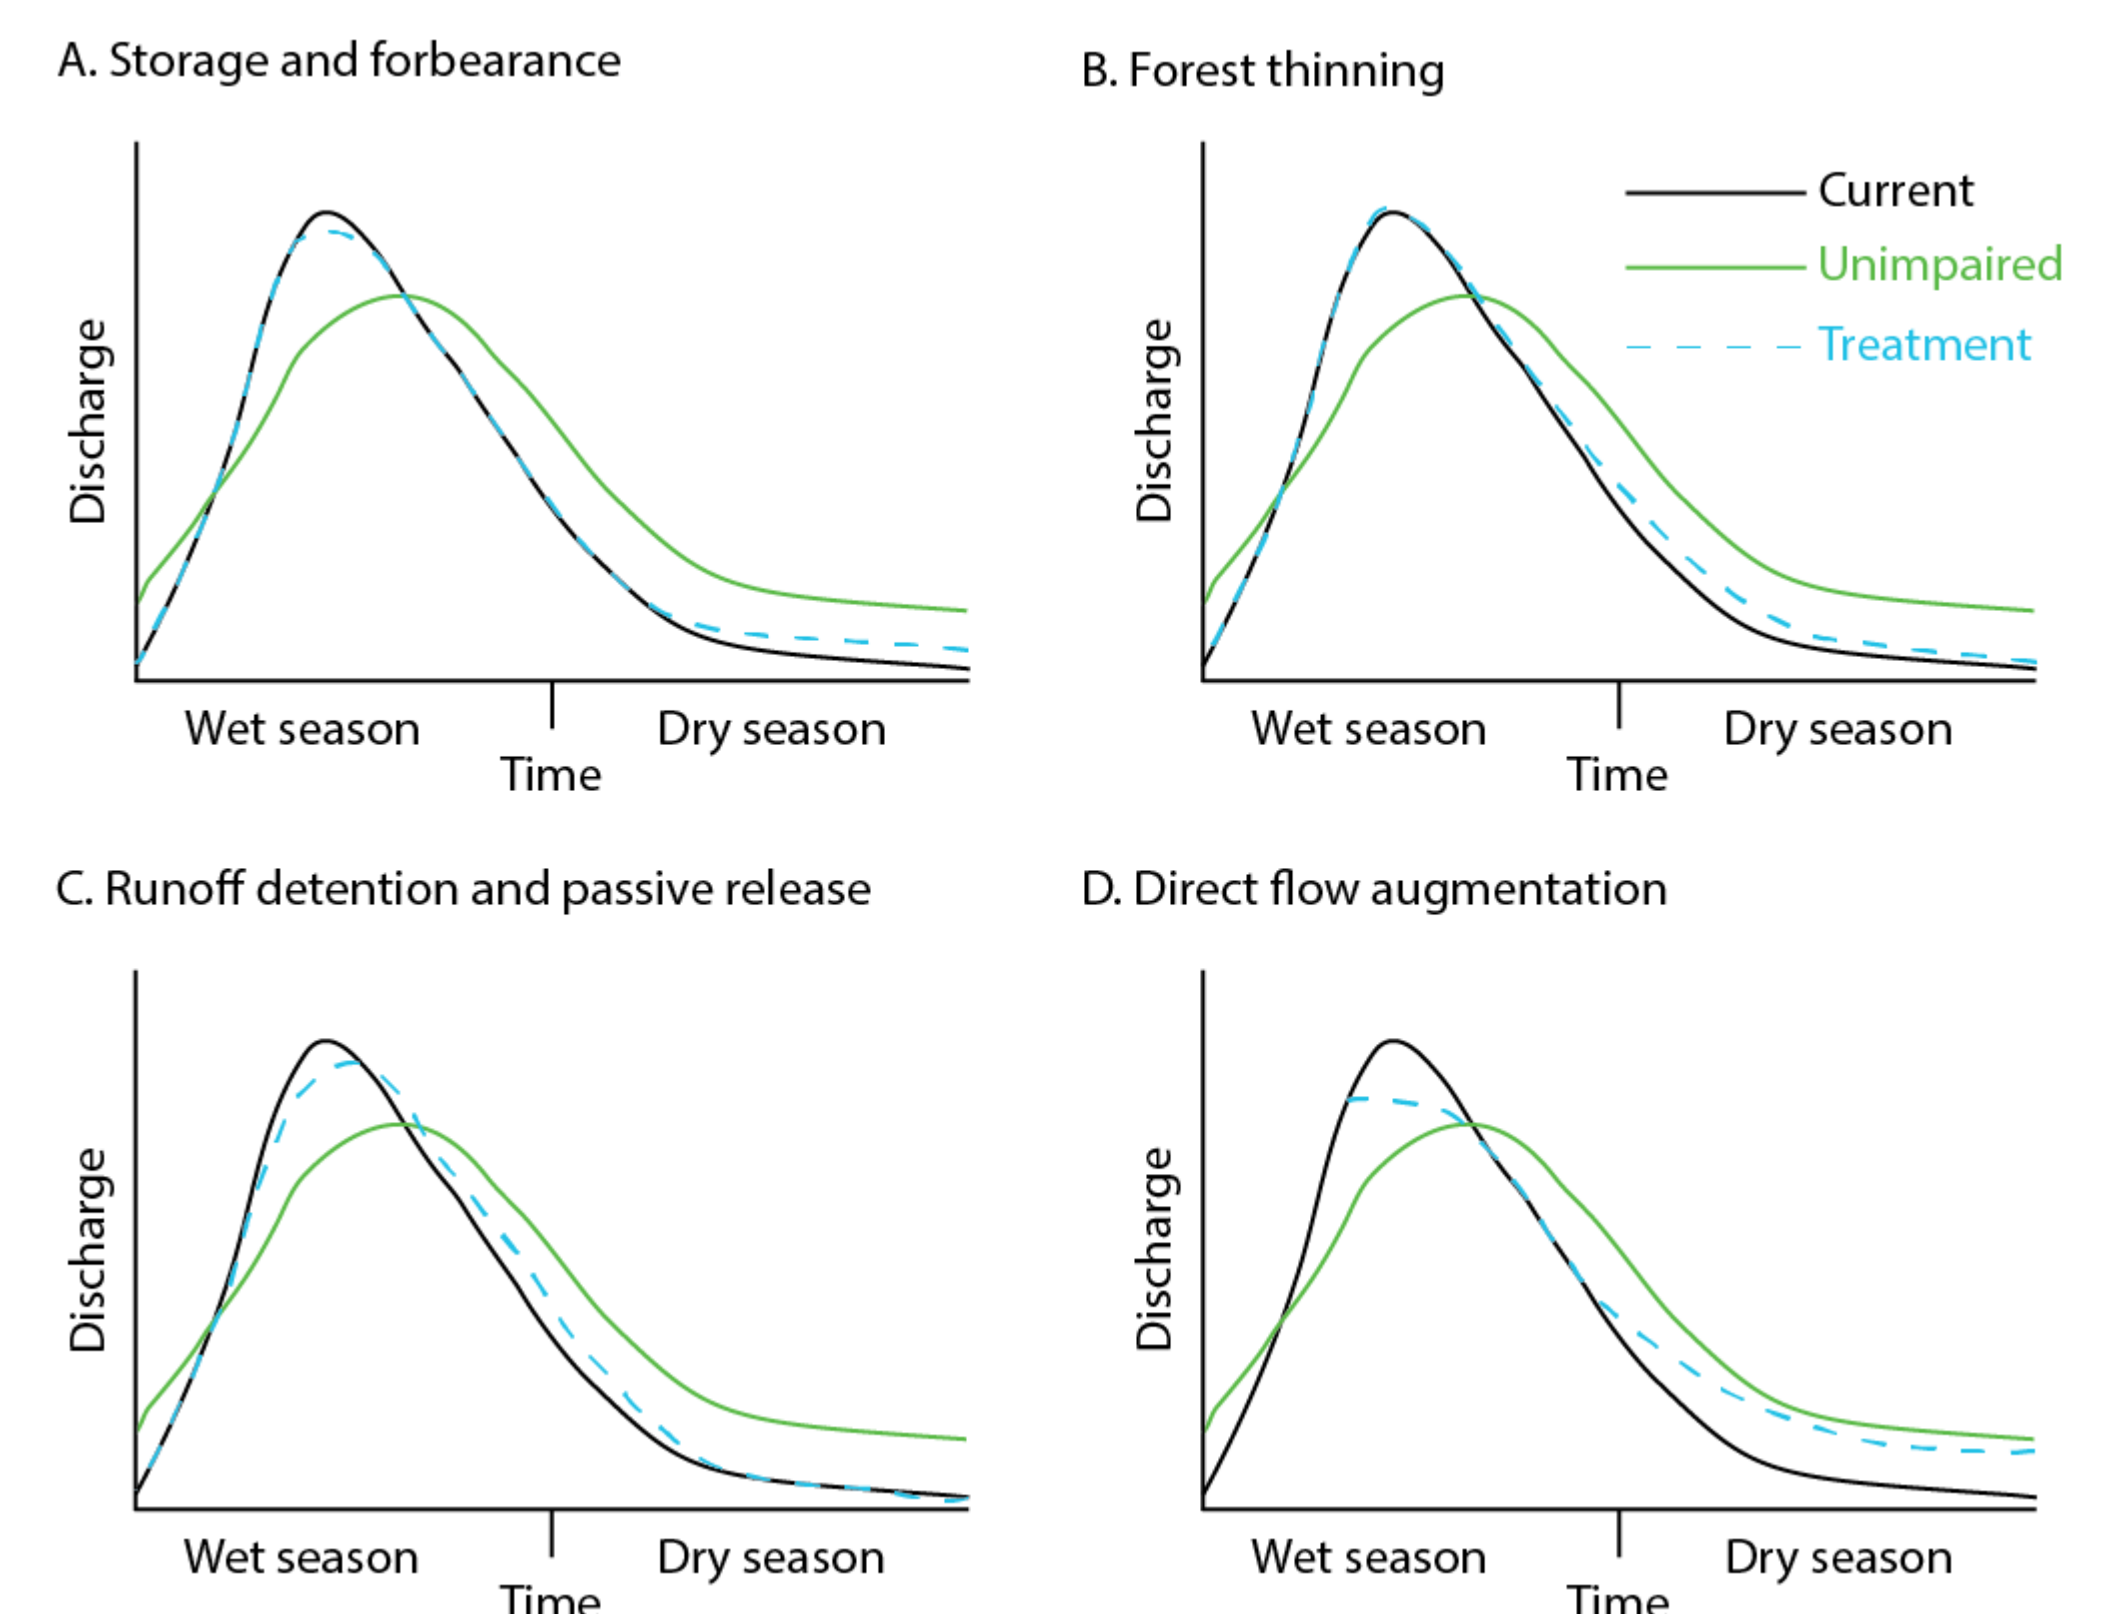 A. Storage and forbearance
Discharge
Wet season
Dry season
Time
B. Forest thinning
Current
Unimpaired
Treatment
Discharge
Wet season
Dry season
Time
C. Runoff detention and passive release
Discharge
Wet season
Dry season
Time
D. Direct flow augmentation
Discharge
Wet season
Dry season
Time